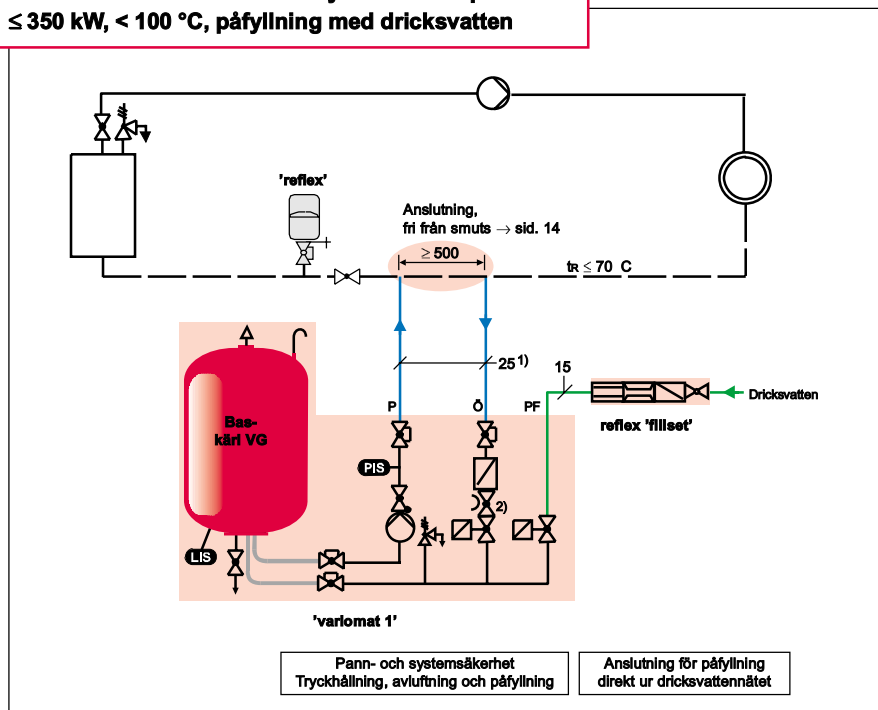 ≤ 350 kW, < 100 °C, påfyllning med dricksvatten
'reflex'
Anslutning,
fri från smuts → sid. 14
≥ 500
tR ≤ 70 C
25 1)
15
P
Ö
PF
Dricksvatten
reflex 'fillset'
Bas-
kärl VG
PIS
2)
LIS
'variomat 1'
Pann- och systemsäkerhet
Tryckhållning, avluftning och påfyllning
Anslutning för påfyllning
direkt ur dricksvattennätet